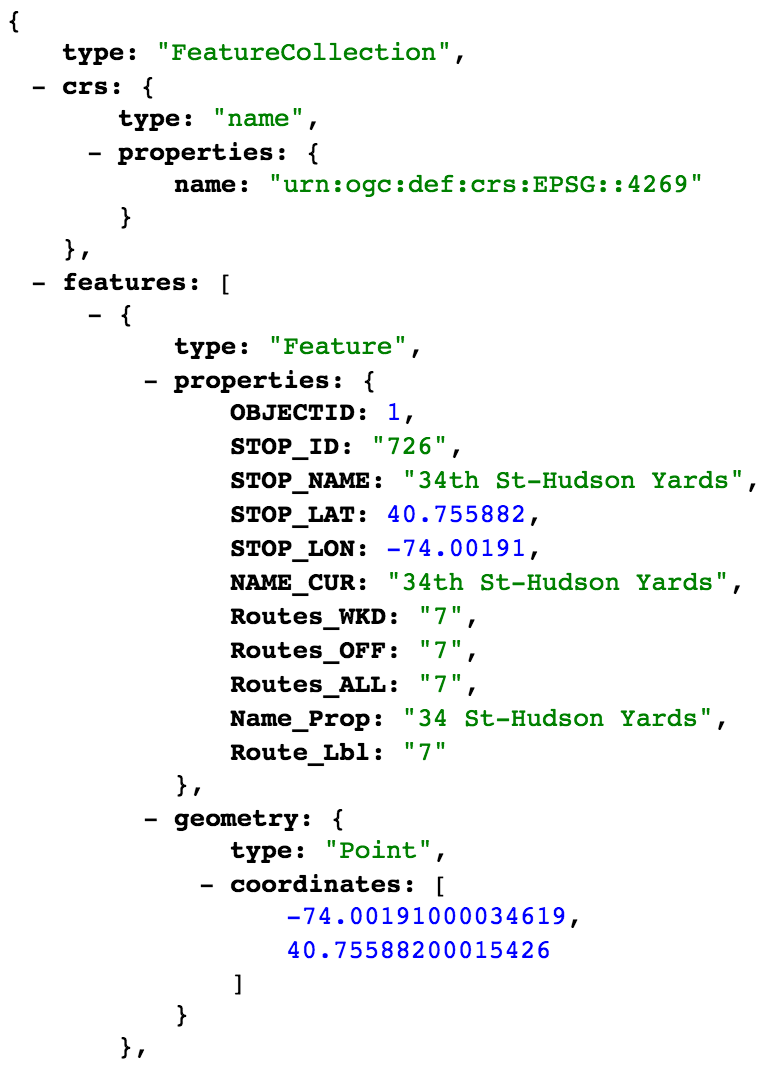 {
type: "FeatureCollection",
- crs: {
type: "name",
- properties: {
name: "urn:ogc:def:crs:EPSG::4269"
}
},
- features: [
- {
type: "Feature",
- properties: {
OBJECTID: 1,
STOP_ID: "726",
STOP_NAME: "34th St-Hudson Yards",
STOP_LAT: 40.755882,
STOP_LON: -74.00191,
NAME_CUR: "34th St-Hudson Yards",
Routes_WKD: "7",
Routes_OFF: "7",
Routes_ALL: "7",
Name_Prop: "34 St-Hudson Yards",
Route_Lbl: "7"
},
- geometry: {
type: "Point",
- coordinates: [
-74.00191000034619,
40.75588200015426
]
}
},